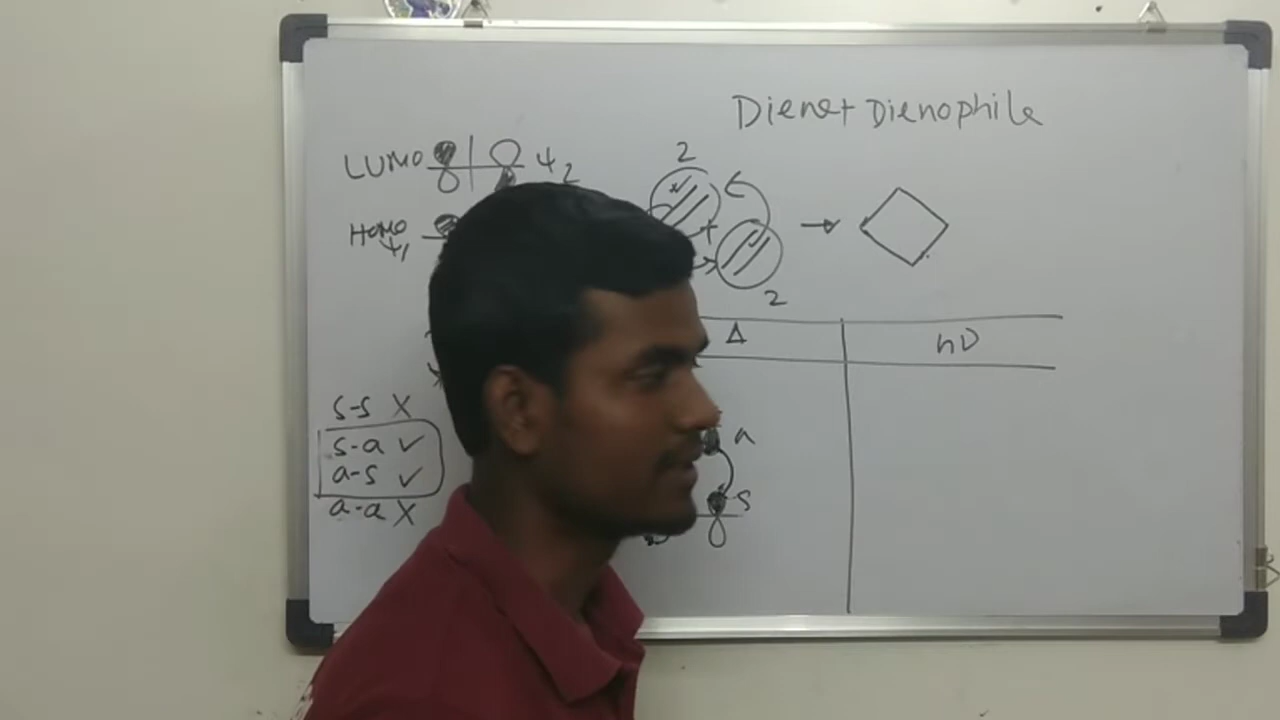 Diene + Dienophile
LUMO ψ2
HOMO
ψ1
2
2
Δ
hν
s-s X
s-a ✓
a-s ✓
a-a X
a
s